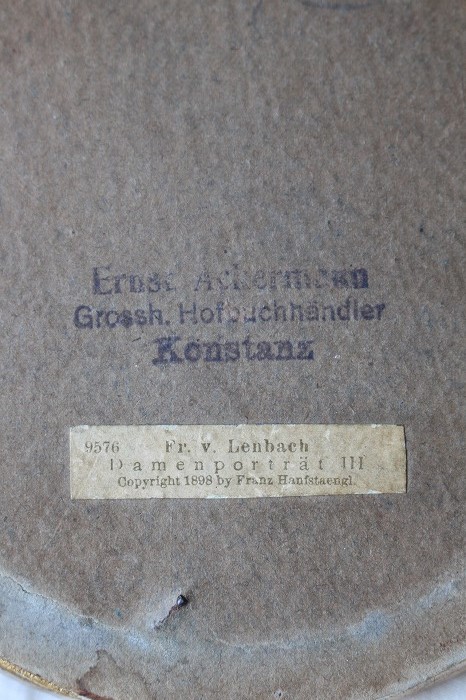 Ernst Ackermann
Grossh. Hofbuchhändler
Konstanz
9576 Fr. v. Lenbach
Damenporträt III
Copyright 1898 by Franz Hanfstaengl.